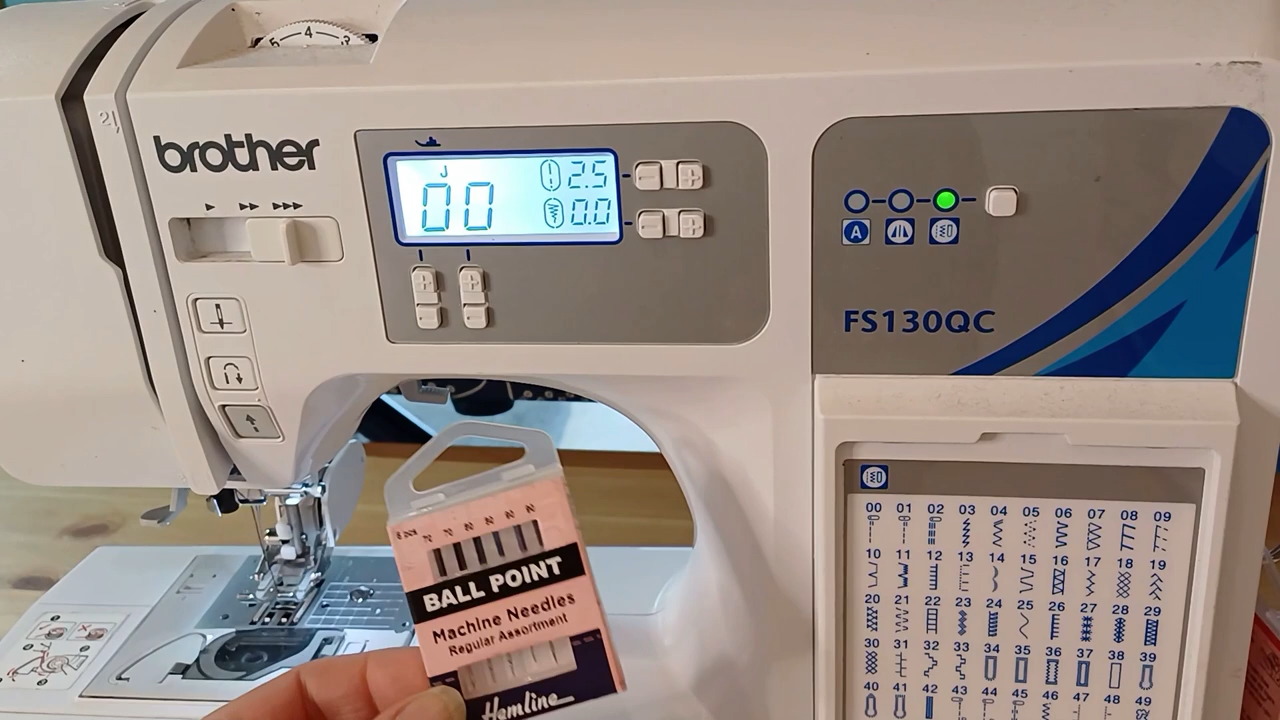 5 4 3
brother
J
00
2.5
0.0
A
FS130QC
00 01 02 03 04 05 06 07 08 09
10 11 12 13 14 15 16 17 18 19
20 21 22 23 24 25 26 27 28 29
30 31 32 33 34 35 36 37 38 39
40 41 42 43 44 45 46 47 48 49
BALL POINT
Machine Needles
Regular Assortment
Hemline